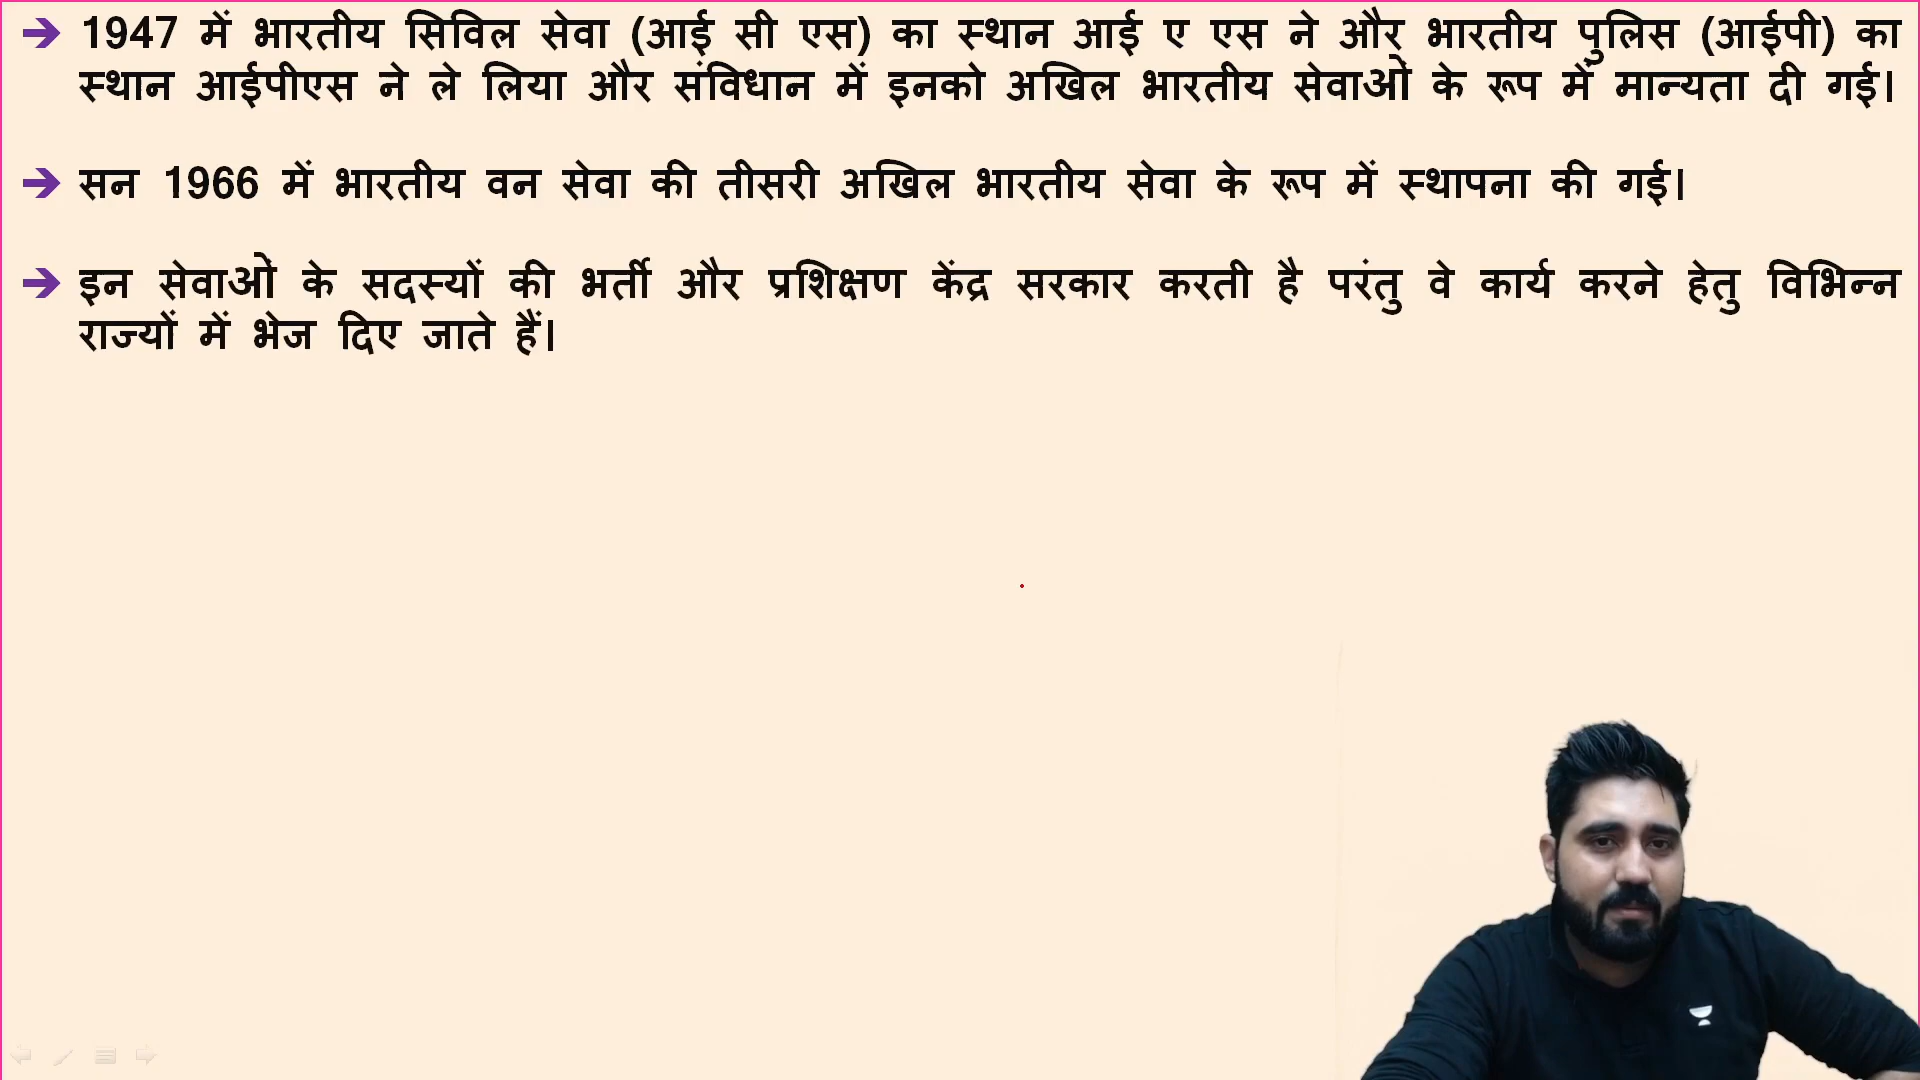 ➔ 1947 में भारतीय सिविल सेवा (आई सी एस) का स्थान आई ए एस ने और भारतीय पुलिस (आईपी) का
स्थान आईपीएस ने ले लिया और संविधान में इनको अखिल भारतीय सेवाओं के रूप में मान्यता दी गई।
➔ सन 1966 में भारतीय वन सेवा की तीसरी अखिल भारतीय सेवा के रूप में स्थापना की गई।
➔ इन सेवाओं के सदस्यों की भर्ती और प्रशिक्षण केंद्र सरकार करती है परंतु वे कार्य करने हेतु विभिन्न
राज्यों में भेज दिए जाते हैं।